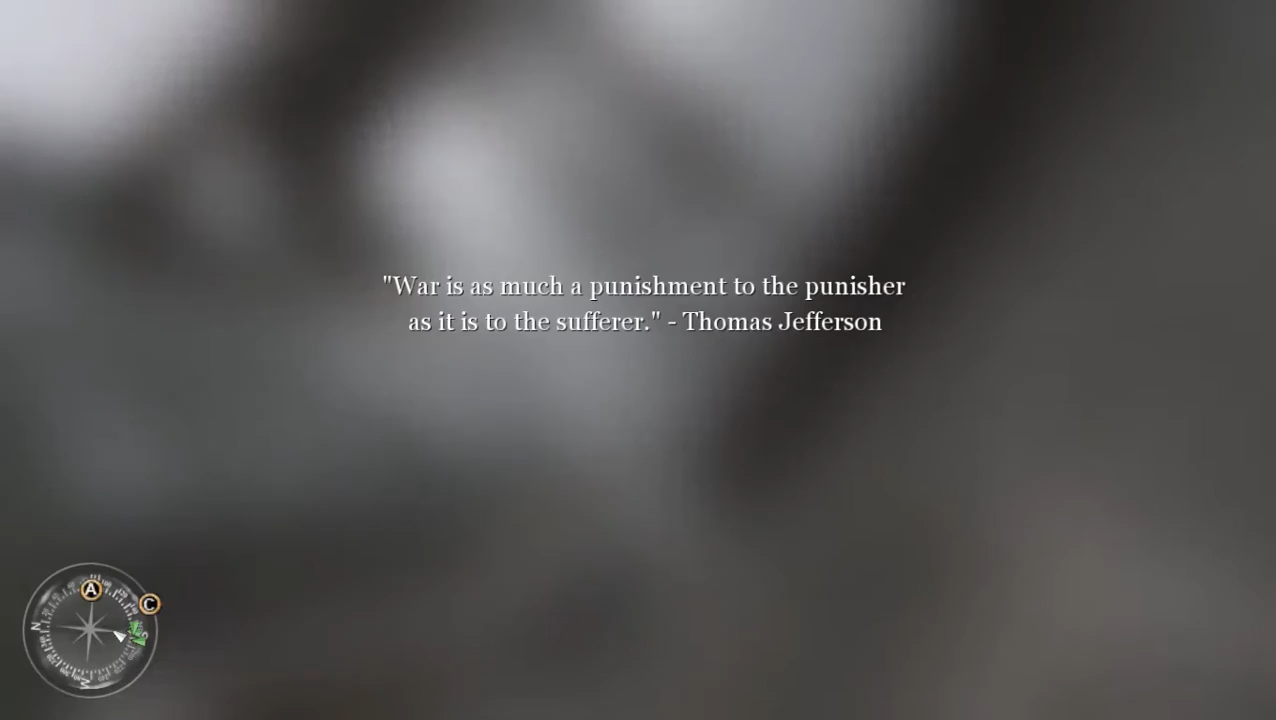 "War is as much a punishment to the punisher
as it is to the sufferer." - Thomas Jefferson
A
C
N
S
W